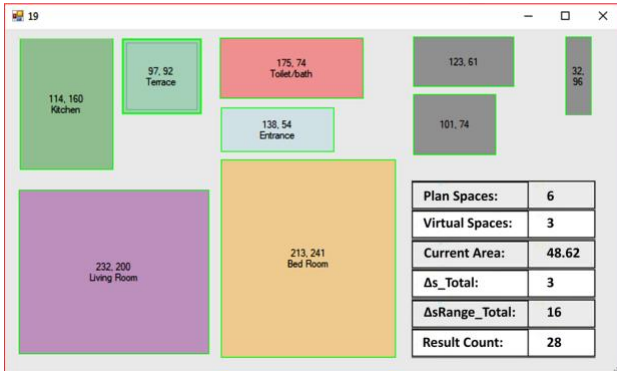 19
114, 160
Kitchen
97, 92
Terrace
175, 74
Toilet/bath
123, 61
32,
96
138, 54
Entrance
101, 74
232, 200
Living Room
213, 241
Bed Room
Plan Spaces: 6
Virtual Spaces: 3
Current Area: 48.62
Δs_Total: 3
ΔsRange_Total: 16
Result Count: 28